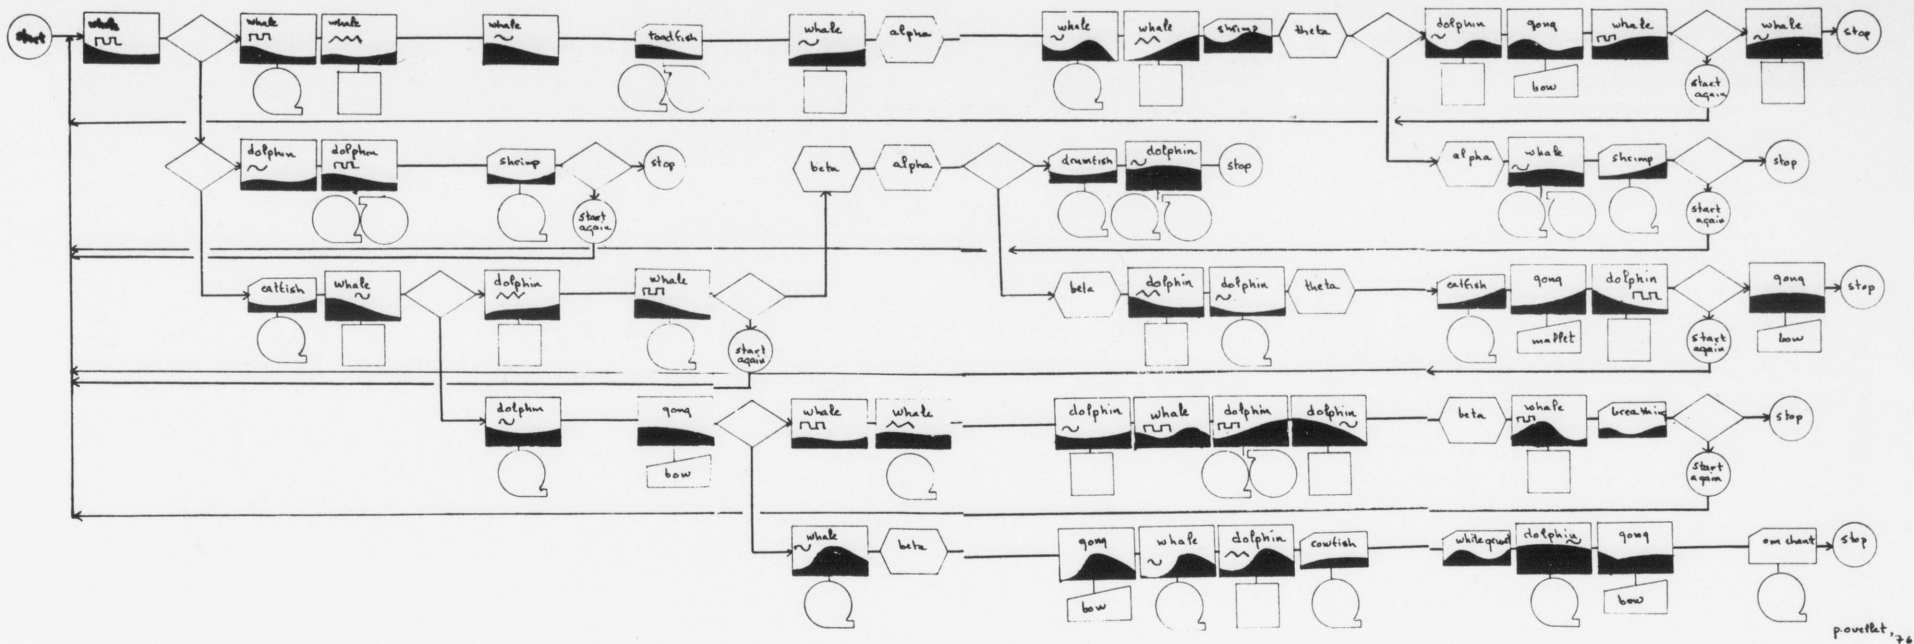 start
whale
whale
whale
whale
toadfish
whale
alpha
whale
whale
shrimp
theta
dolphin
gong
whale
whale
stop
bow
start
again
dolphin
dolphin
shrimp
stop
start
again
beta
alpha
drumfish
dolphin
stop
alpha
whale
shrimp
stop
start
again
catfish
whale
dolphin
whale
start
again
beta
dolphin
dolphin
theta
catfish
gong
dolphin
gong
stop
mallet
start
again
bow
dolphin
gong
bow
whale
whale
dolphin
whale
dolphin
dolphin
beta
whale
breathing
stop
start
again
whale
beta
gong
whale
dolphin
cowfish
white grunt
dolphin
gong
om chant
stop
bow
bow
p.ouellet, '76